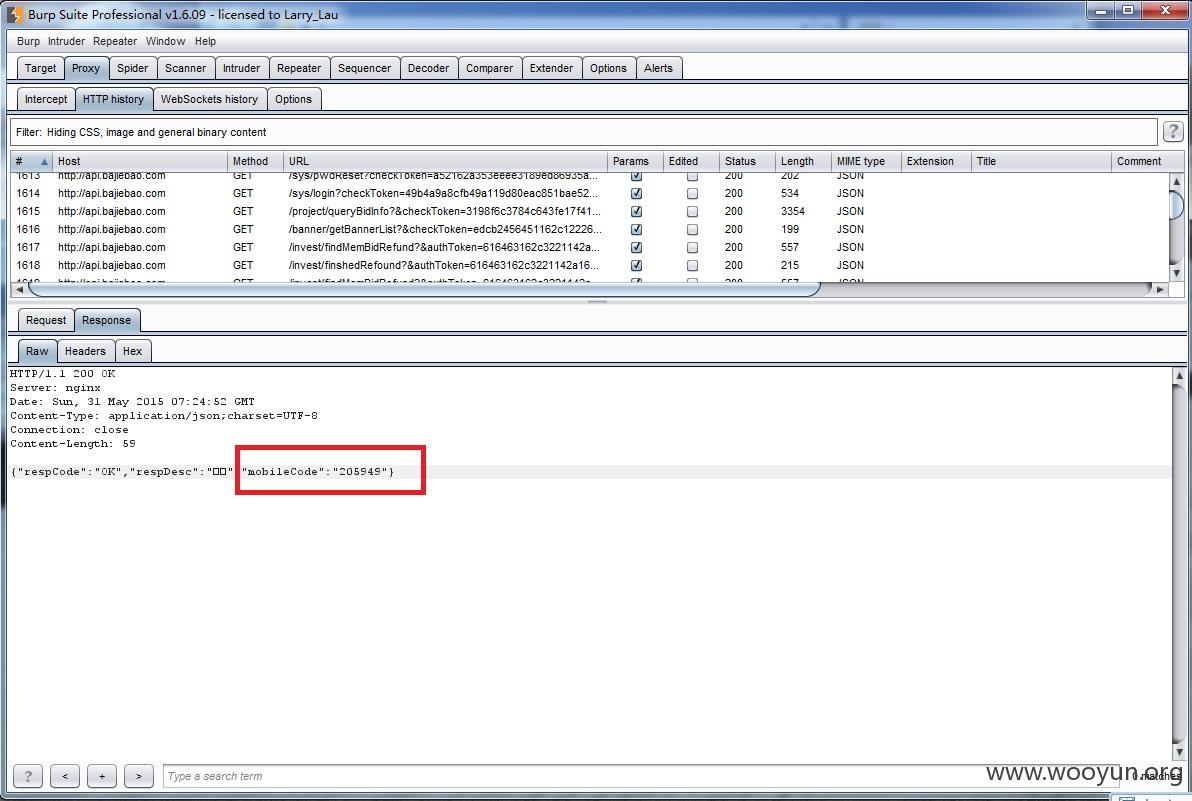 Burp Suite Professional v1.6.09 - licensed to Larry_Lau
Burp Intruder Repeater Window Help
Target Proxy Spider Scanner Intruder Repeater Sequencer Decoder Comparer Extender Options Alerts
Intercept HTTP history WebSockets history Options
Filter: Hiding CSS, image and general binary content ?
# Host Method URL Params Edited Status Length MIME type Extension Title Comment
1613 http://api.bajiebao.com GET /sys/pwdReset?checkToken=a52162a353eeee3189ed86935a... 200 202 JSON
1614 http://api.bajiebao.com GET /sys/login?checkToken=49b4a9a8cfb49a119d80eac851bae52... 200 534 JSON
1615 http://api.bajiebao.com GET /project/queryBidInfo?&checkToken=3198f6c3784c643fe17f41... 200 3354 JSON
1616 http://api.bajiebao.com GET /banner/getBannerList?&checkToken=edcb2456451162c12226... 200 199 JSON
1617 http://api.bajiebao.com GET /invest/findMemBidRefund?&authToken=616463162c3221142a... 200 557 JSON
1618 http://api.bajiebao.com GET /invest/finshedRefound?&authToken=616463162c3221142a16... 200 215 JSON
Request Response
Raw Headers Hex
HTTP/1.1 200 OK
Server: nginx
Date: Sun, 31 May 2015 07:24:52 GMT
Content-Type: application/json;charset=UTF-8
Connection: close
Content-Length: 59
{"respCode":"OK","respDesc":"□□" "mobileCode":"205949"}
? < + > Type a search term
0 matches
www.wooyun.org